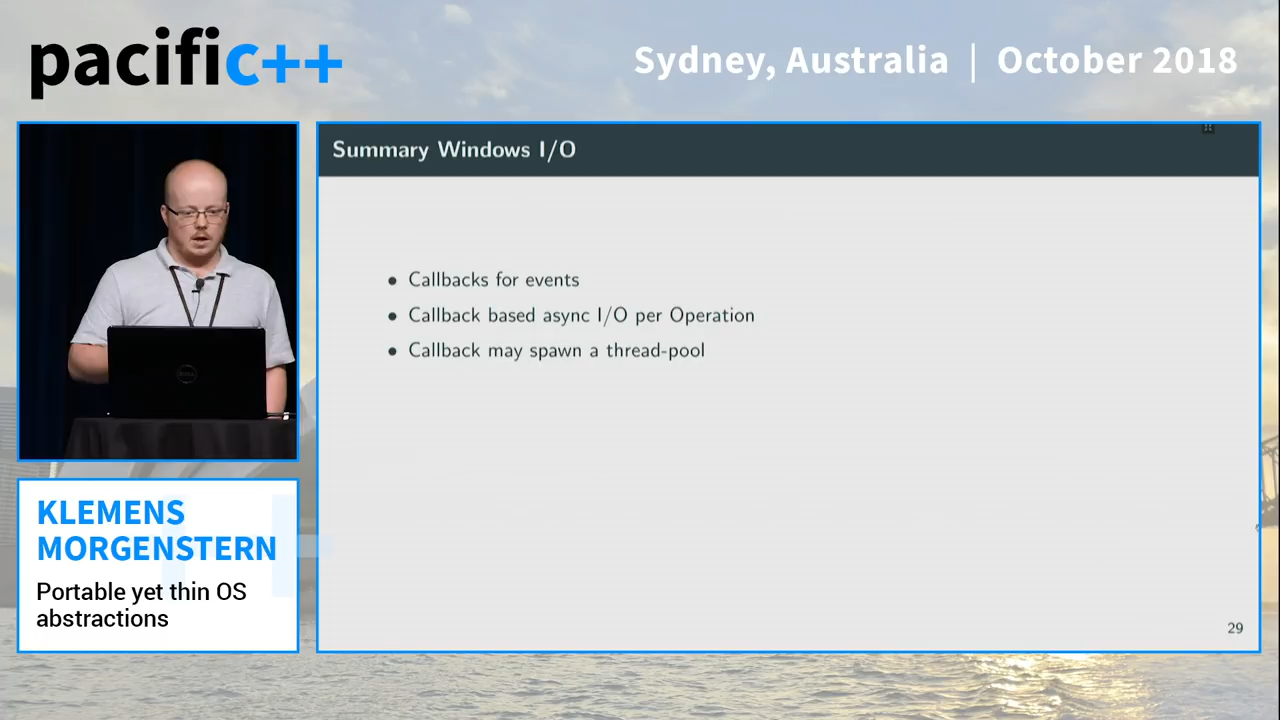 pacific++
Sydney, Australia | October 2018
Summary Windows I/O
• Callbacks for events
• Callback based async I/O per Operation
• Callback may spawn a thread-pool
29
DELL
KLEMENS
MORGENSTERN
Portable yet thin OS
abstractions